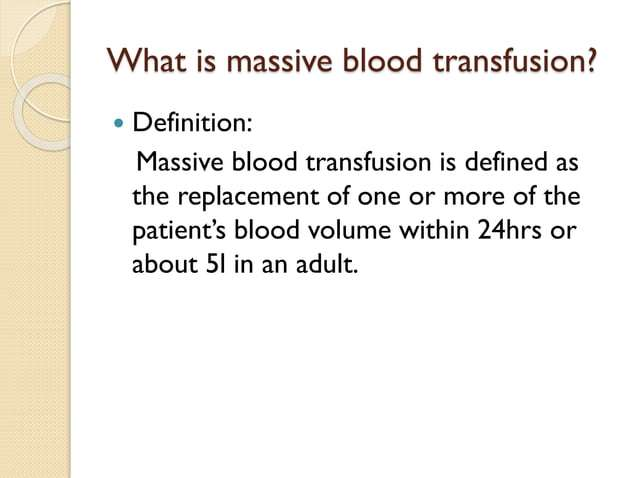 What is massive blood transfusion?
Definition:
Massive blood transfusion is defined as
the replacement of one or more of the
patient’s blood volume within 24hrs or
about 5l in an adult.